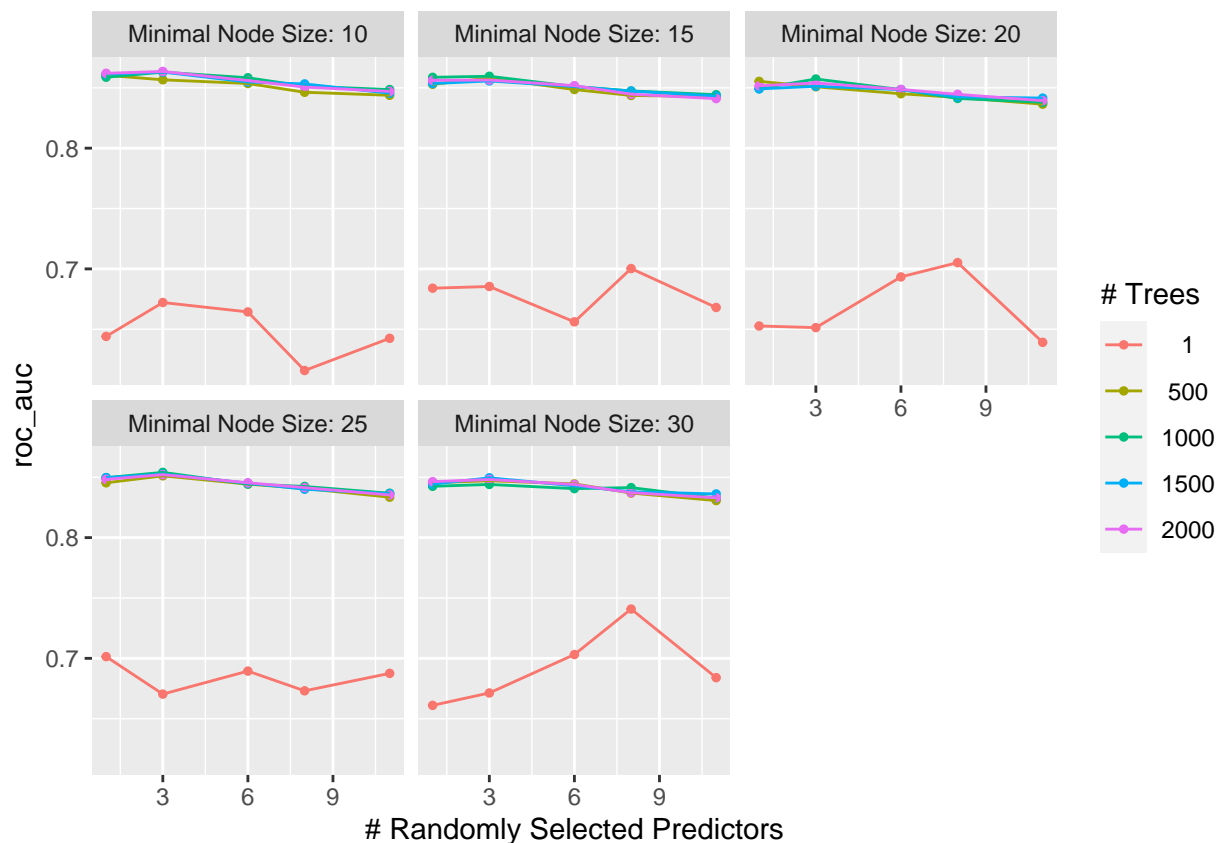 Minimal Node Size: 10
Minimal Node Size: 15
Minimal Node Size: 20
0.8
0.7
3
6
9
Minimal Node Size: 25
Minimal Node Size: 30
0.8
0.7
3
6
9
3
6
9
roc_auc
# Randomly Selected Predictors
# Trees
1
500
1000
1500
2000